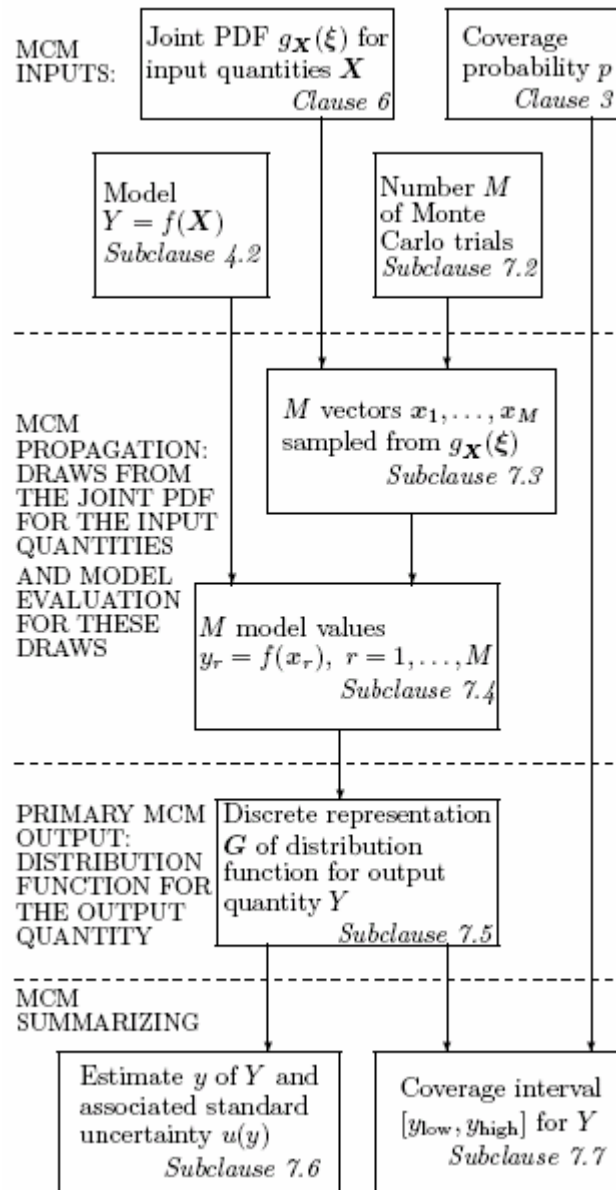 MCM
INPUTS:
Joint PDF g𝑿(ξ) for
input quantities 𝑿
Clause 6
Coverage
probability p
Clause 3
Model
Y = f(𝑿)
Subclause 4.2
Number M
of Monte
Carlo trials
Subclause 7.2
MCM
PROPAGATION:
DRAWS FROM
THE JOINT PDF
FOR THE INPUT
QUANTITIES
AND MODEL
EVALUATION
FOR THESE
DRAWS
M vectors x₁, . . . , x_M
sampled from g𝑿(ξ)
Subclause 7.3
M model values
y_r = f(x_r), r = 1, . . . , M
Subclause 7.4
PRIMARY MCM
OUTPUT:
DISTRIBUTION
FUNCTION FOR
THE OUTPUT
QUANTITY
Discrete representation
G of distribution
function for output
quantity Y
Subclause 7.5
MCM
SUMMARIZING
Estimate y of Y and
associated standard
uncertainty u(y)
Subclause 7.6
Coverage interval
[y_low, y_high] for Y
Subclause 7.7